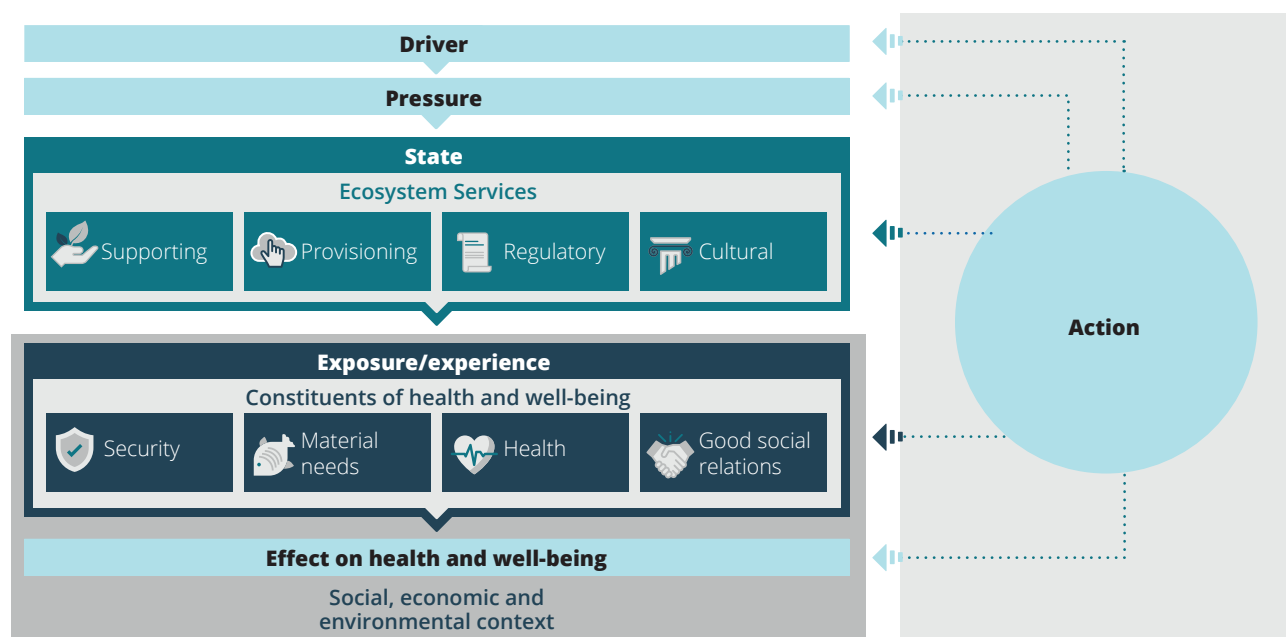 Driver
Pressure
State
Ecosystem Services
Supporting
Provisioning
Regulatory
Cultural
Exposure/experience
Constituents of health and well-being
Security
Material
needs
Health
Good social
relations
Effect on health and well-being
Social, economic and
environmental context
Action